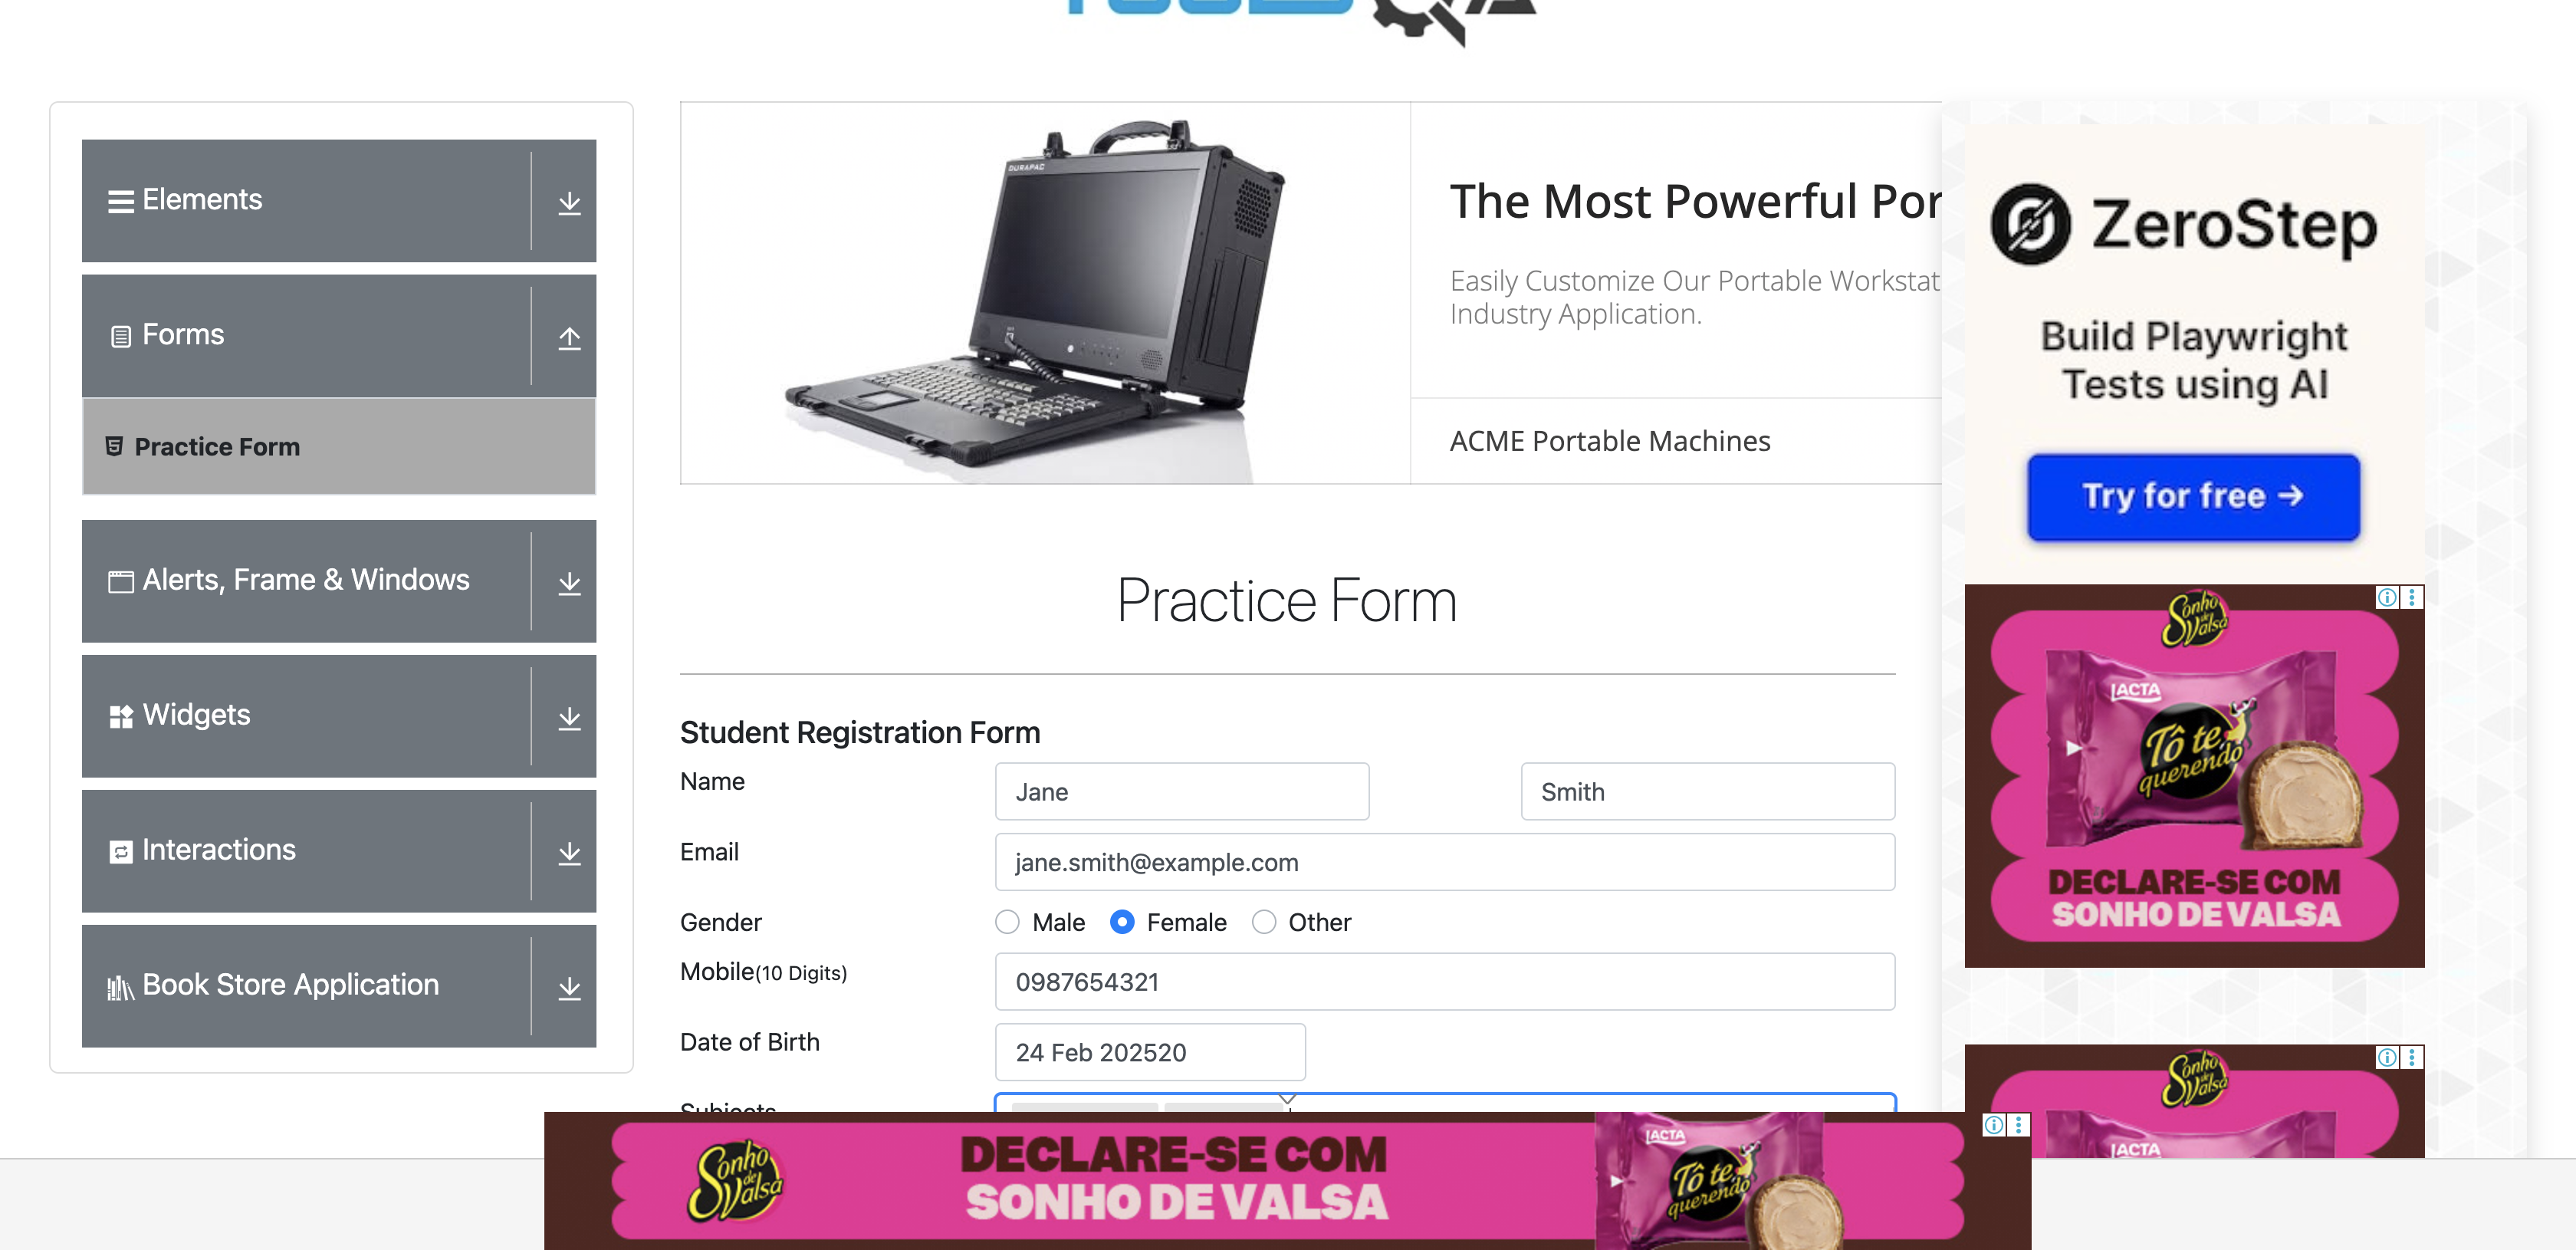 Elements
Forms
Practice Form
Alerts, Frame & Windows
Widgets
Interactions
Book Store Application
DURAPAC
The Most Powerful Por
Easily Customize Our Portable Workstat
Industry Application.
ACME Portable Machines
Practice Form
Student Registration Form
Name
Jane
Smith
Email
jane.smith@example.com
Gender
Male
Female
Other
Mobile(10 Digits)
0987654321
Date of Birth
24 Feb 202520
Subjects
ZeroStep
Build Playwright
Tests using AI
Try for free →
Sonho
de
Valsa
LACTA
Tô te
querendo
DECLARE-SE COM
SONHO DE VALSA
Sonho
de
Valsa
LACTA
Sonho
de
Valsa
DECLARE-SE COM
SONHO DE VALSA
LACTA
Tô te
querendo